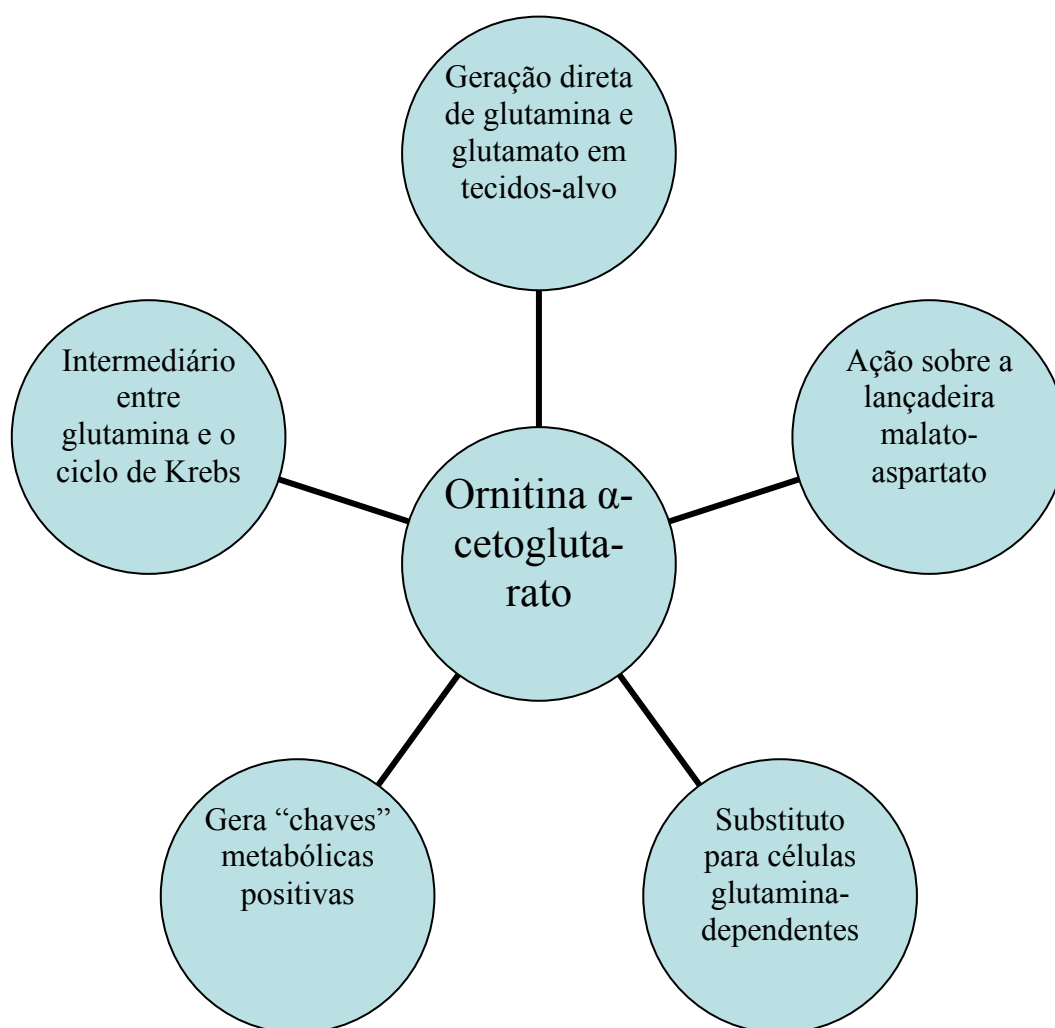 Geração direta
de glutamina e
glutamato em
tecidos-alvo
Intermediário
entre
glutamina e o
ciclo de Krebs
Ação sobre a
lançadeira
malato-
aspartato
Ornitina α-
cetogluta-
rato
Gera “chaves”
metabólicas
positivas
Substituto
para células
glutamina-
dependentes